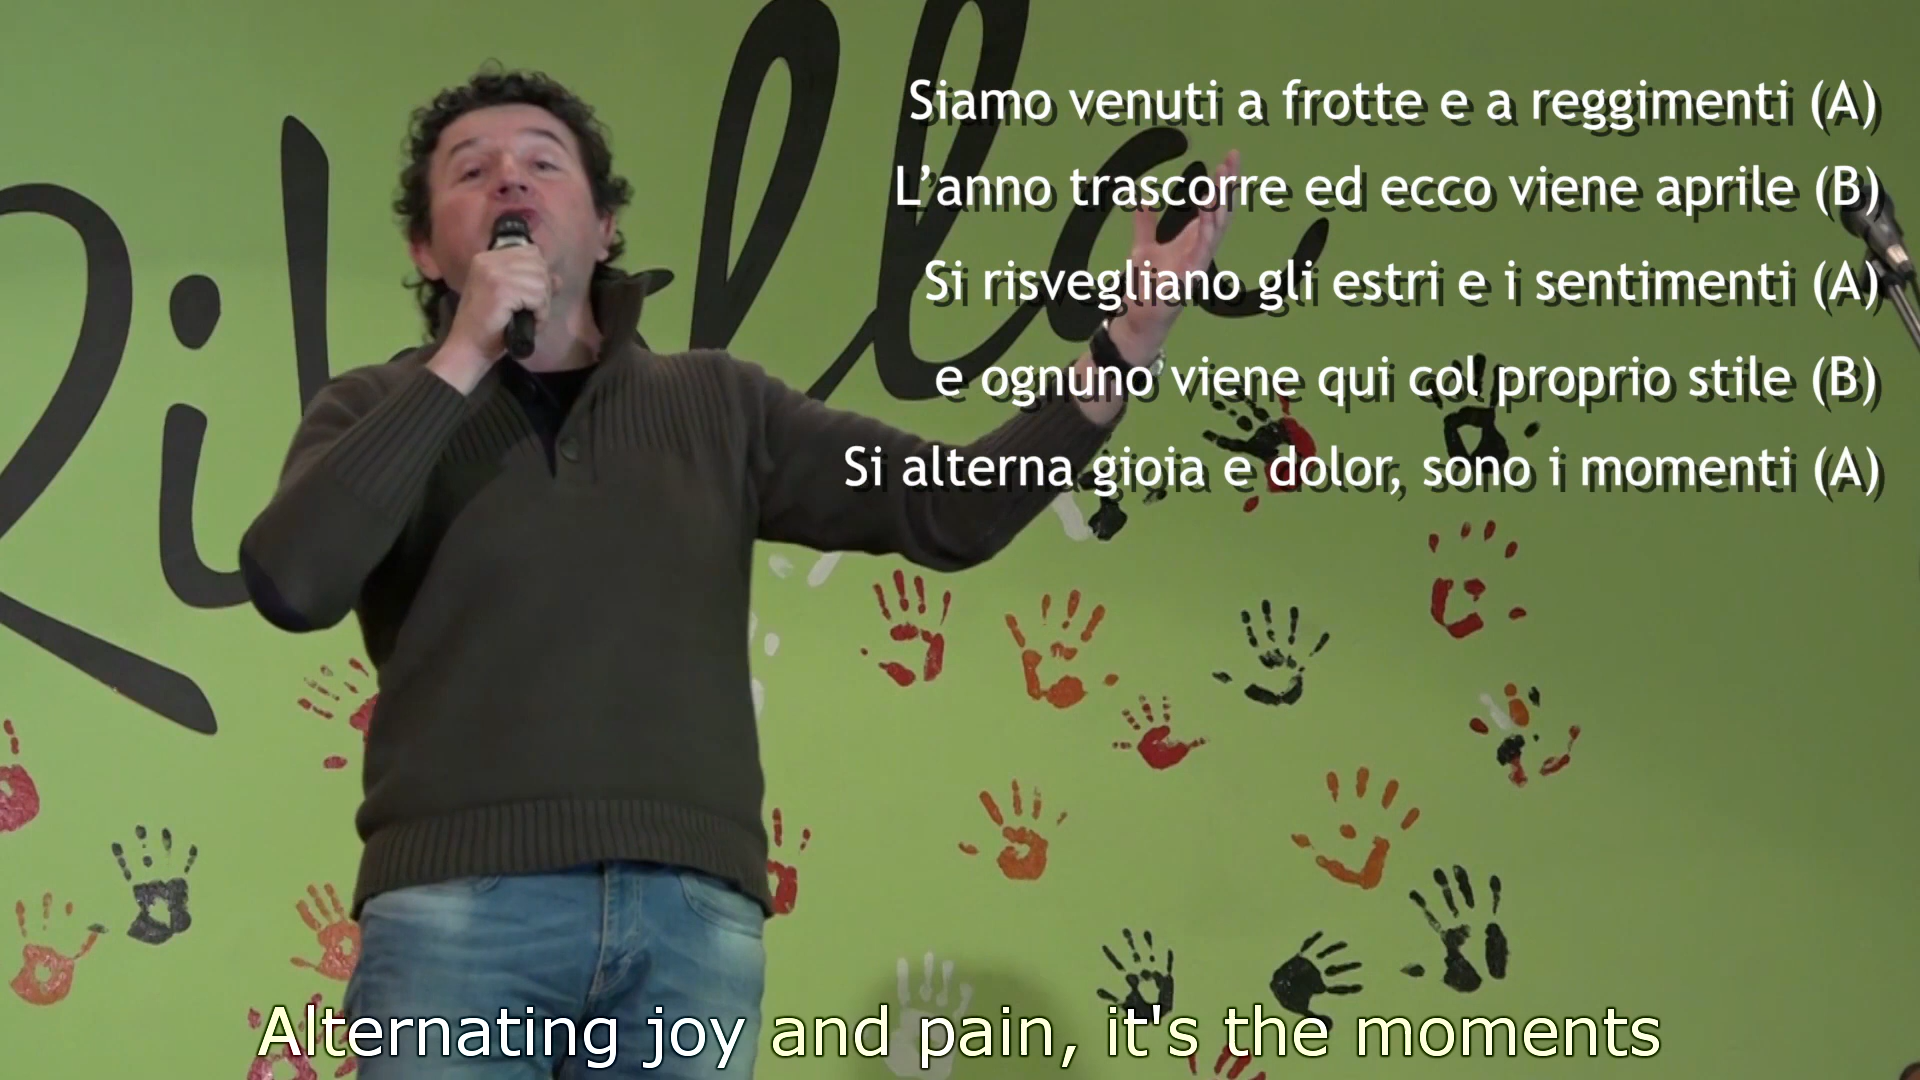 Ribolla
Siamo venuti a frotte e a reggimenti (A)
L'anno trascorre ed ecco viene aprile (B)
Si risvegliano gli estri e i sentimenti (A)
e ognuno viene qui col proprio stile (B)
Si alterna gioia e dolor, sono i momenti (A)
Alternating joy and pain, it's the moments